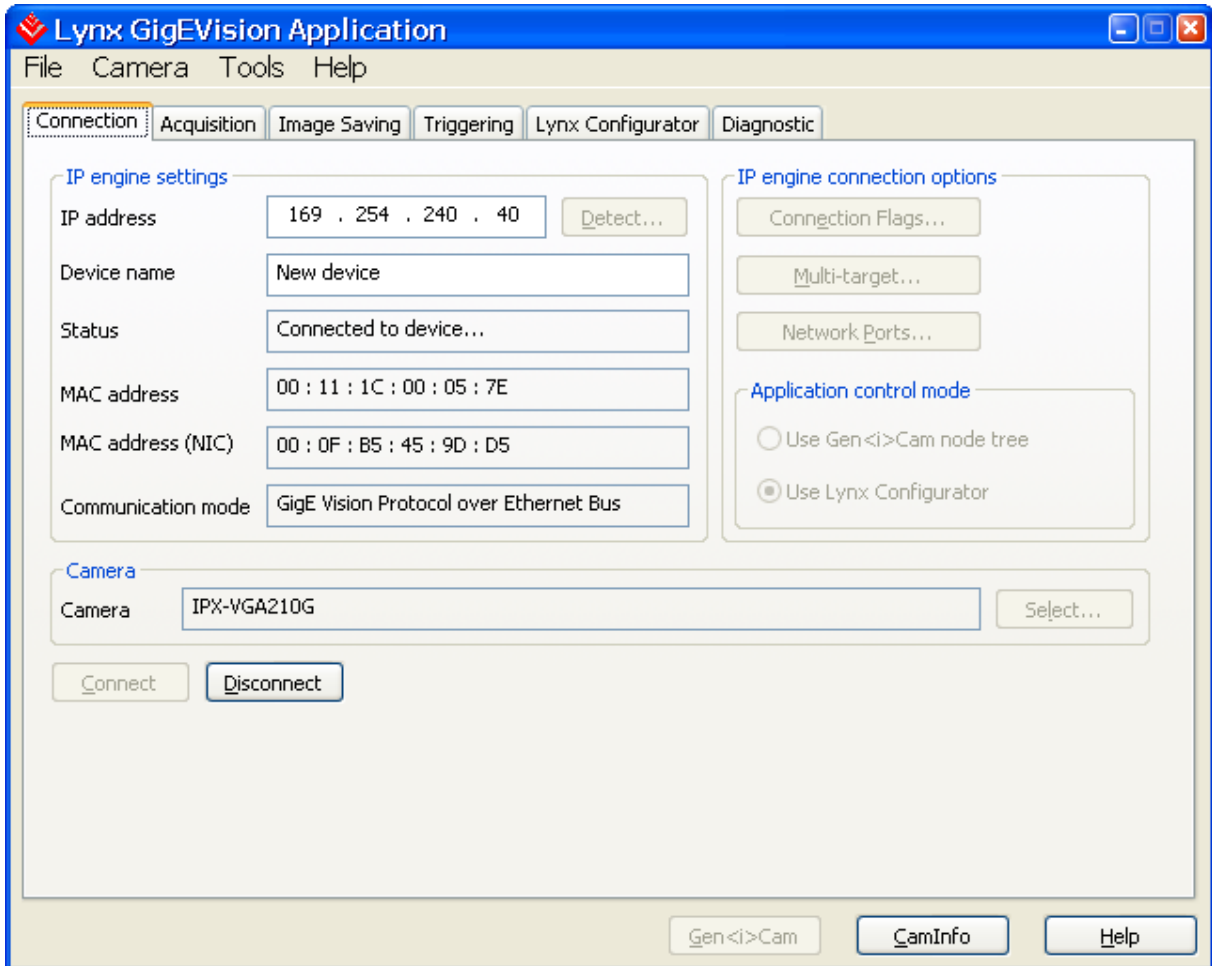 Lynx GigEVision Application
File Camera Tools Help
Connection Acquisition Image Saving Triggering Lynx Configurator Diagnostic
IP engine settings
IP address 169 . 254 . 240 . 40 Detect...
Device name New device
Status Connected to device...
MAC address 00 : 11 : 1C : 00 : 05 : 7E
MAC address (NIC) 00 : 0F : B5 : 45 : 9D : D5
Communication mode GigE Vision Protocol over Ethernet Bus
IP engine connection options
Connection Flags...
Multi-target...
Network Ports...
Application control mode
Use Gen<i>Cam node tree
Use Lynx Configurator
Camera
Camera IPX-VGA210G Select...
Connect Disconnect
Gen<i>Cam CamInfo Help